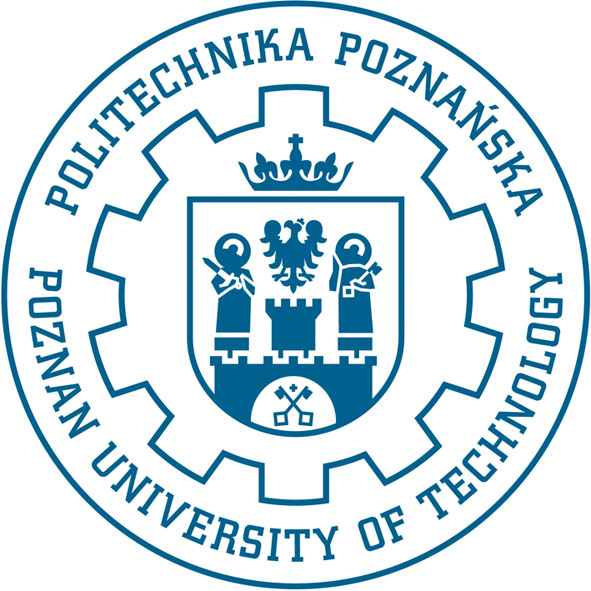 POLITECHNIKA POZNAŃSKA
POZNAN UNIVERSITY OF TECHNOLOGY